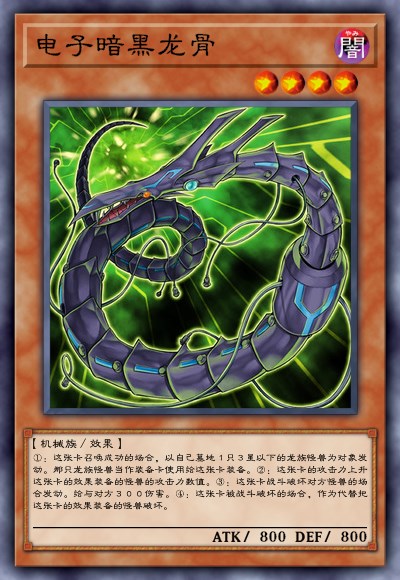 电子暗黑龙骨
やみ
闇
【机械族/效果】
①：这张卡召唤成功的场合，以自己墓地1只3星以下的龙族怪兽为对象发
动。那只龙族怪兽当作装备卡使用给这张卡装备。②：这张卡的攻击力上升
这张卡的效果装备的怪兽的攻击力数值。③：这张卡战斗破坏对方怪兽的场
合发动。给与对方300伤害。④：这张卡被战斗破坏的场合，作为代替把
这张卡的效果装备的怪兽破坏。
ATK/ 800 DEF/ 800